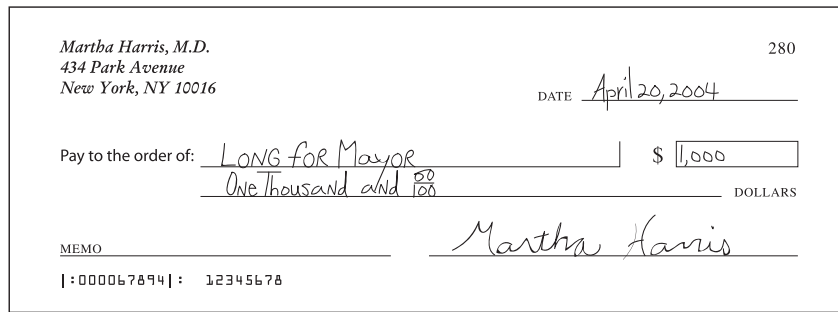 Martha Harris, M.D. 280
434 Park Avenue
New York, NY 10016
DATE April 20, 2004
Pay to the order of: LONG FOR MAYOR $ 1,000
ONE Thousand and 00/100 DOLLARS
Martha Harris
MEMO
|:000067894|: 12345678